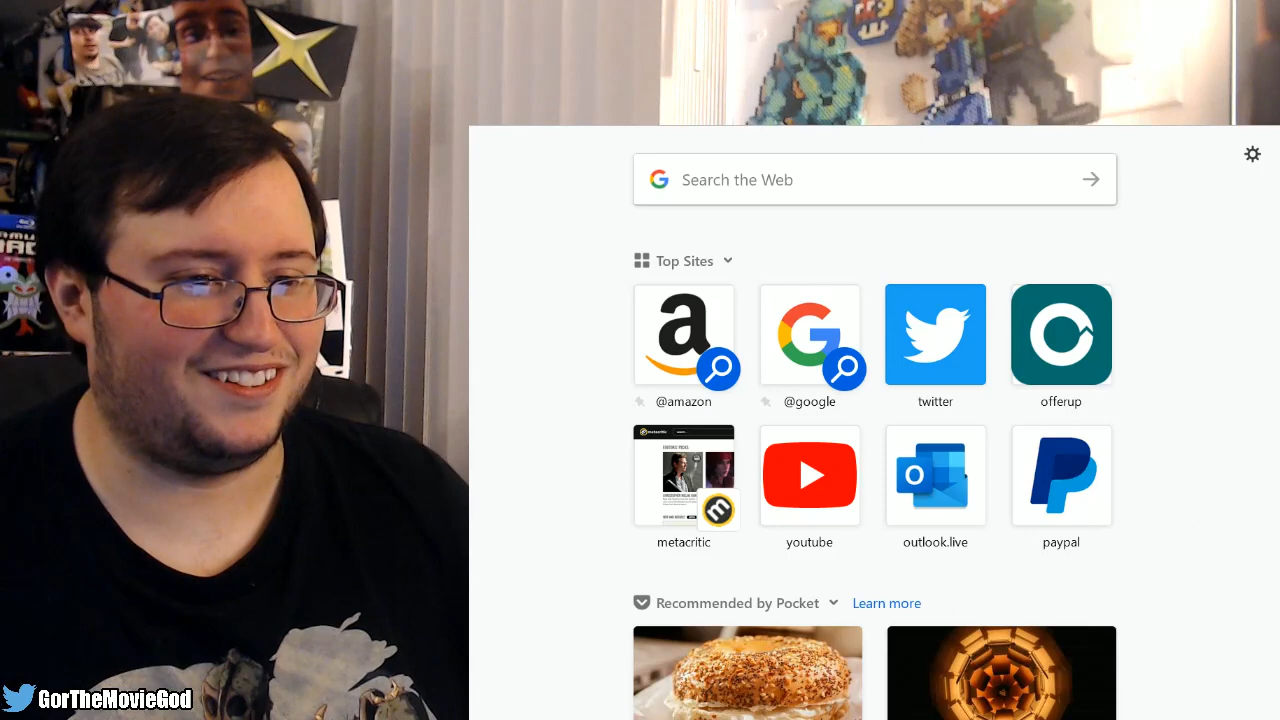 Search the Web
Top Sites
@amazon
@google
twitter
offerup
metacritic
metacritic
youtube
outlook.live
paypal
Recommended by Pocket
Learn more
GorTheMovieGod